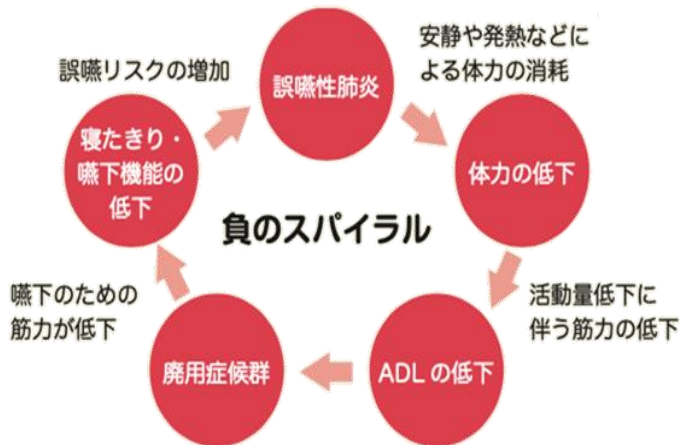 誤嚥性肺炎
安静や発熱などに
よる体力の消耗
体力の低下
活動量低下に
伴う筋力の低下
ADLの低下
廃用症候群
嚥下のための
筋力が低下
寝たきり・
嚥下機能の
低下
誤嚥リスクの増加
負のスパイラル